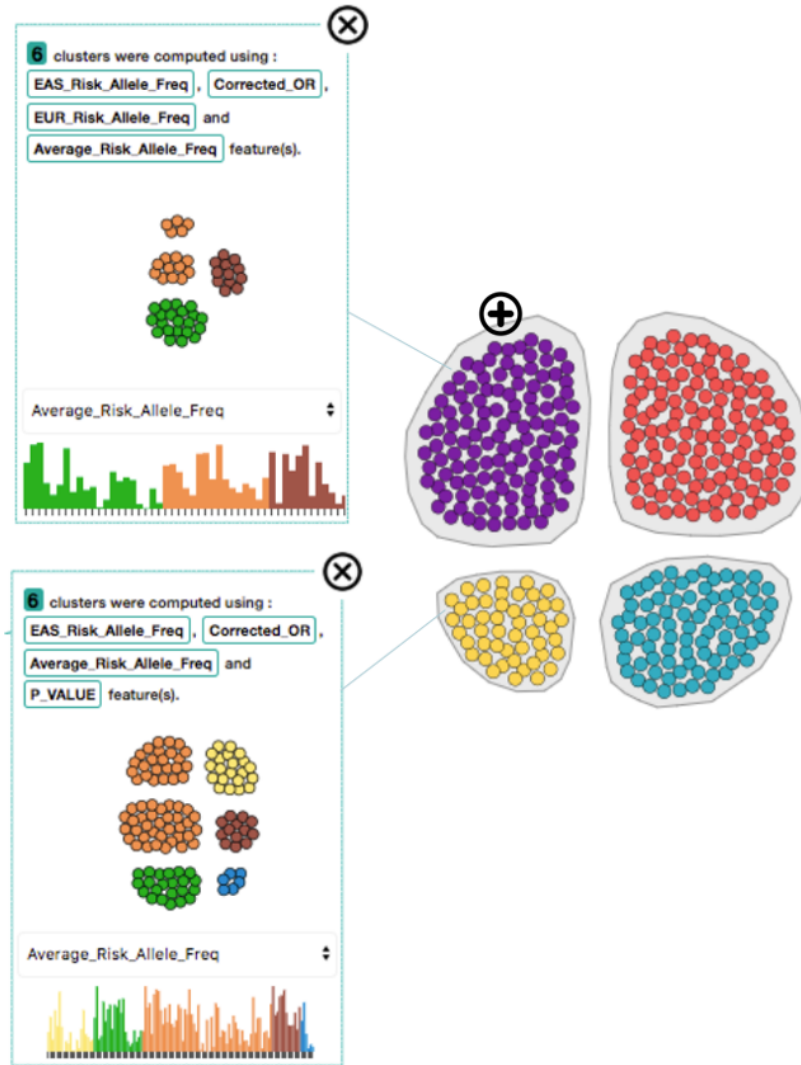 6 clusters were computed using :
EAS_Risk_Allele_Freq , Corrected_OR ,
EUR_Risk_Allele_Freq and
Average_Risk_Allele_Freq feature(s).
Average_Risk_Allele_Freq
6 clusters were computed using :
EAS_Risk_Allele_Freq , Corrected_OR ,
Average_Risk_Allele_Freq and
P_VALUE feature(s).
Average_Risk_Allele_Freq